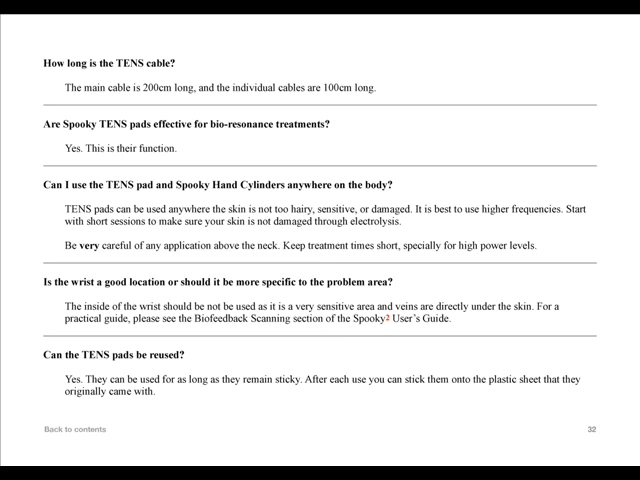 How long is the TENS cable?
The main cable is 200cm long, and the individual cables are 100cm long.
Are Spooky TENS pads effective for bio-resonance treatments?
Yes. This is their function.
Can I use the TENS pad and Spooky Hand Cylinders anywhere on the body?
TENS pads can be used anywhere the skin is not too hairy, sensitive, or damaged. It is best to use higher frequencies. Start
with short sessions to make sure your skin is not damaged through electrolysis.
Be very careful of any application above the neck. Keep treatment times short, specially for high power levels.
Is the wrist a good location or should it be more specific to the problem area?
The inside of the wrist should be not be used as it is a very sensitive area and veins are directly under the skin. For a
practical guide, please see the Biofeedback Scanning section of the Spooky2 User's Guide.
Can the TENS pads be reused?
Yes. They can be used for as long as they remain sticky. After each use you can stick them onto the plastic sheet that they
originally came with.
Back to contents 32